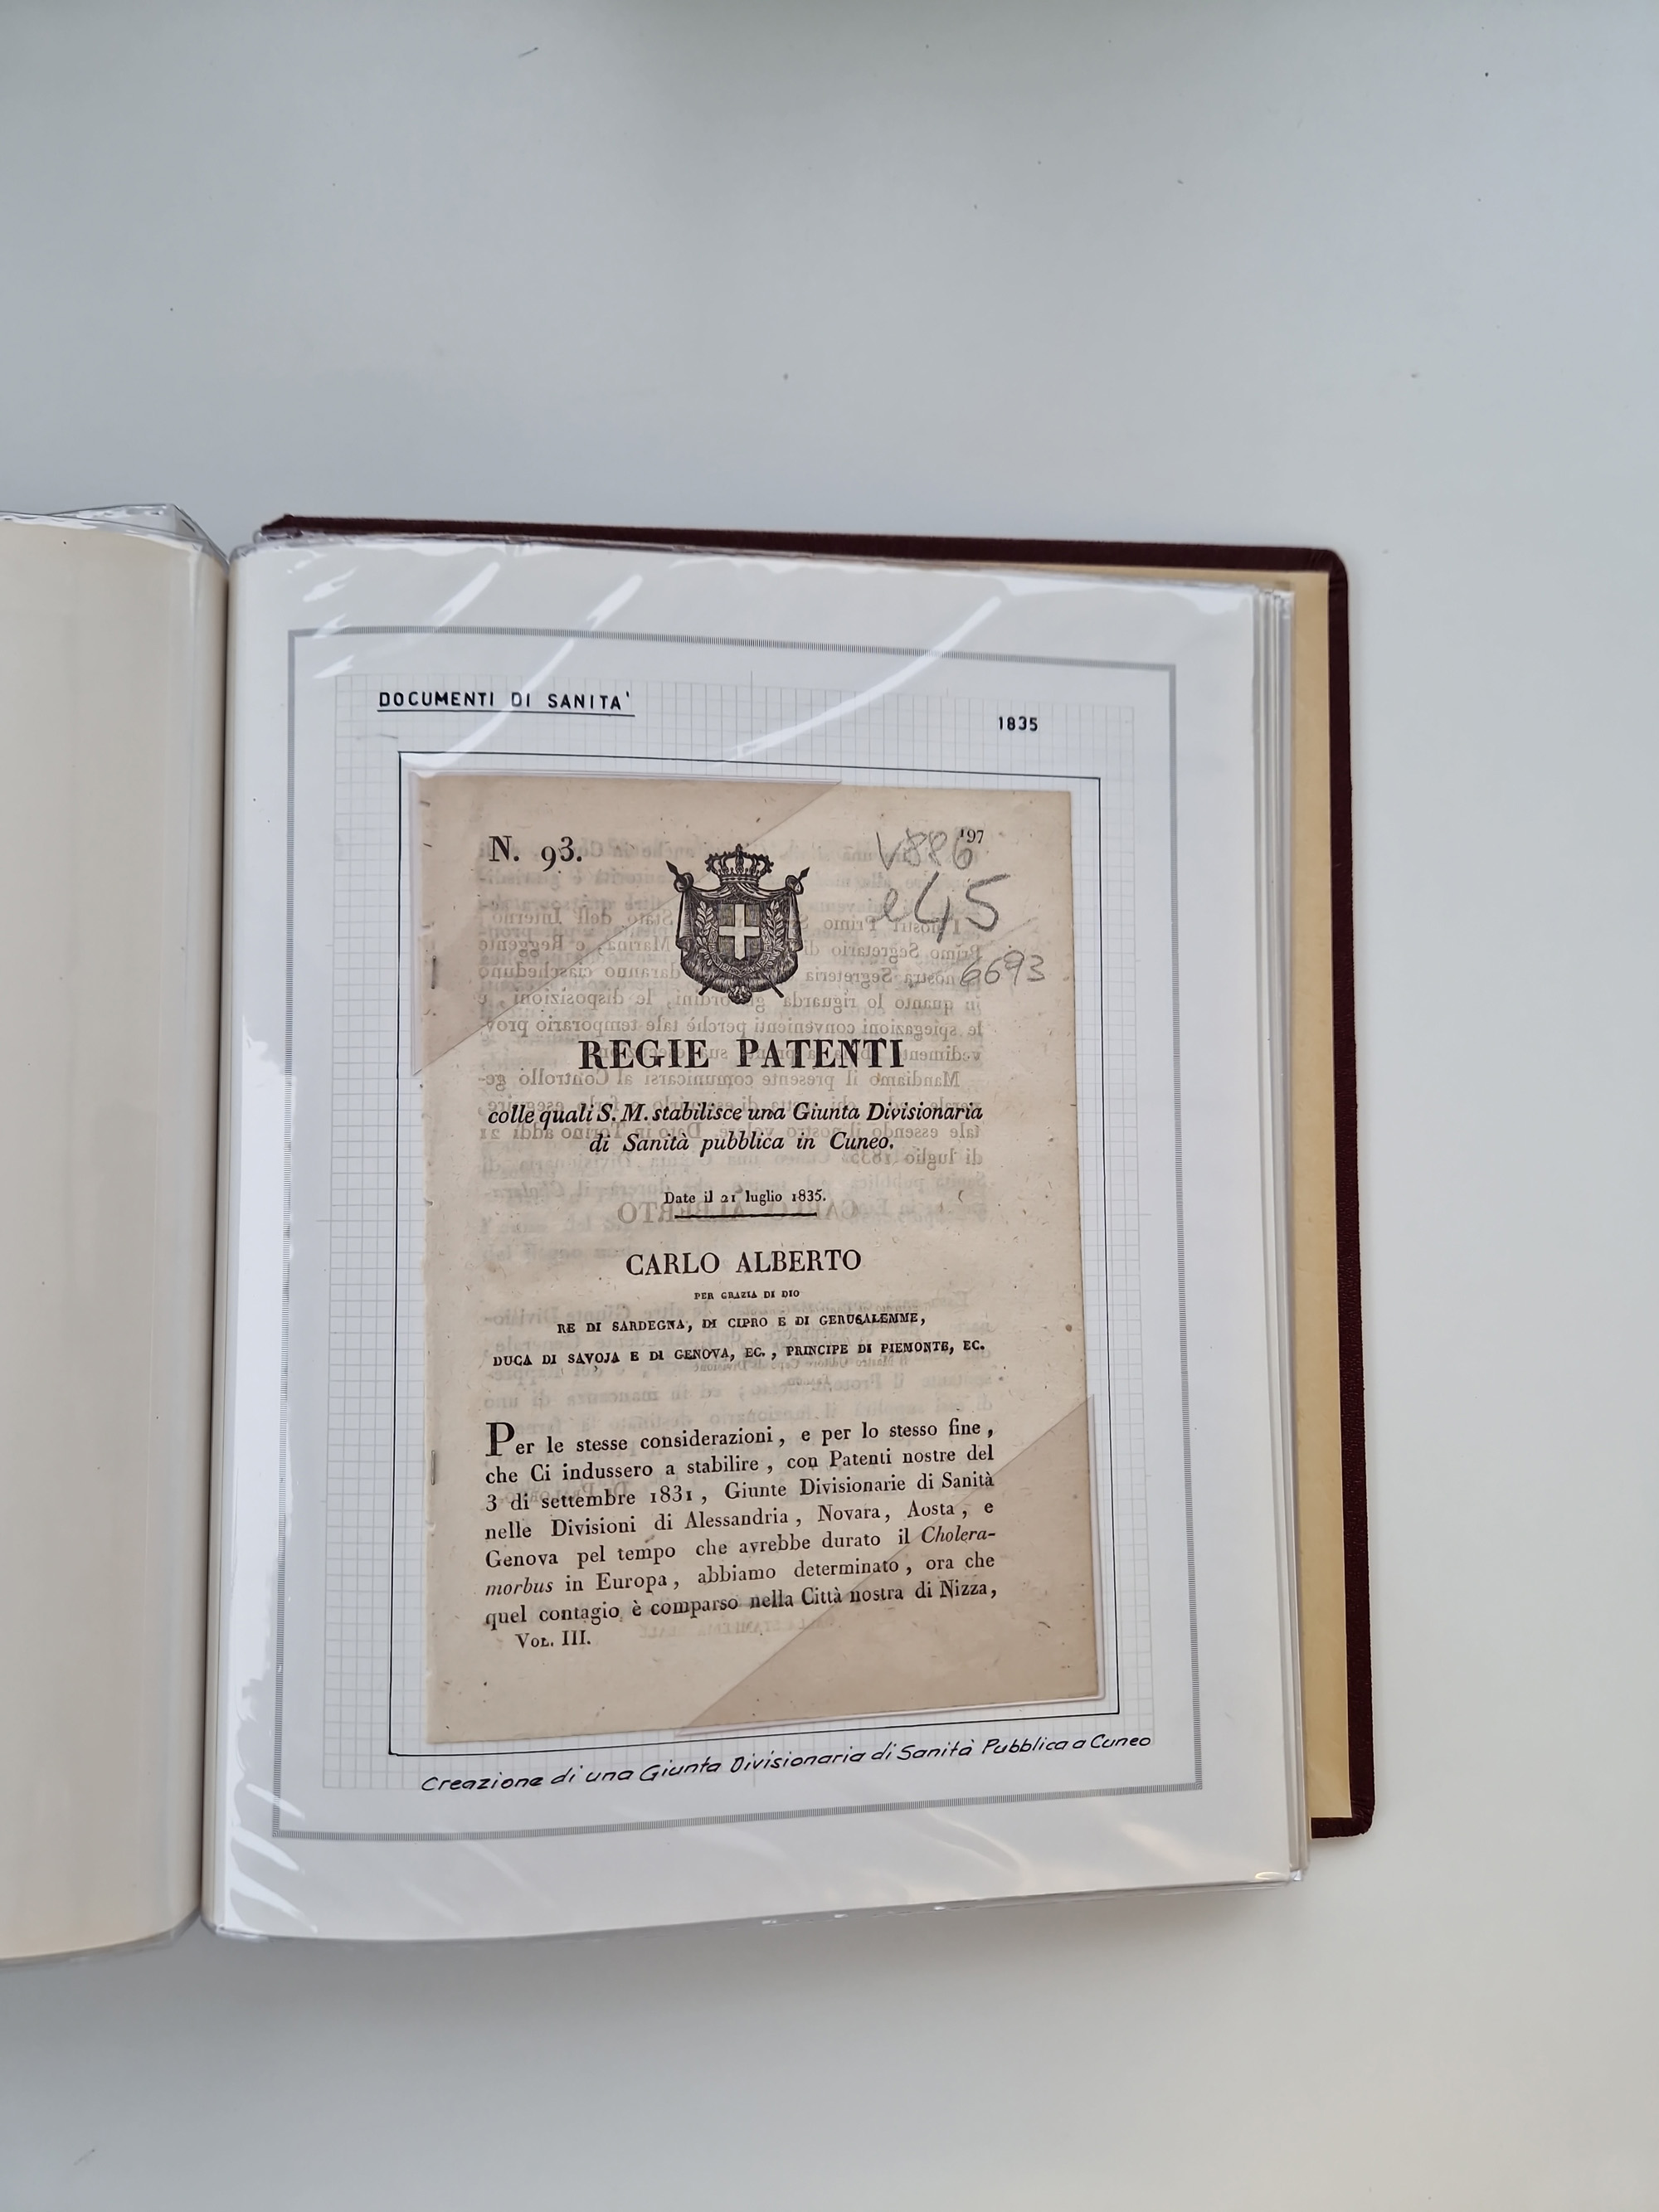 DOCUMENTI DI SANITA'
1835
N. 93.
197
V886
e45
6693
REGIE PATENTI
colle quali S. M. stabilisce una Giunta Divisionaria
di Sanità pubblica in Cuneo.
Date il 21 luglio 1835.
CARLO ALBERTO
PER GRAZIA DI DIO
RE DI SARDEGNA, DI CIPRO E DI GERUSALEMME,
DUCA DI SAVOJA E DI GENOVA, EC., PRINCIPE DI PIEMONTE, EC.
Per le stesse considerazioni, e per lo stesso fine,
che Ci indussero a stabilire, con Patenti nostre del
3 di settembre 1831, Giunte Divisionarie di Sanità
nelle Divisioni di Alessandria, Novara, Aosta, e
Genova pel tempo che avrebbe durato il Cholera-
morbus in Europa, abbiamo determinato, ora che
quel contagio è comparso nella Città nostra di Nizza,
VOL. III.
Creazione di una Giunta Divisionaria di Sanità Pubblica a Cuneo